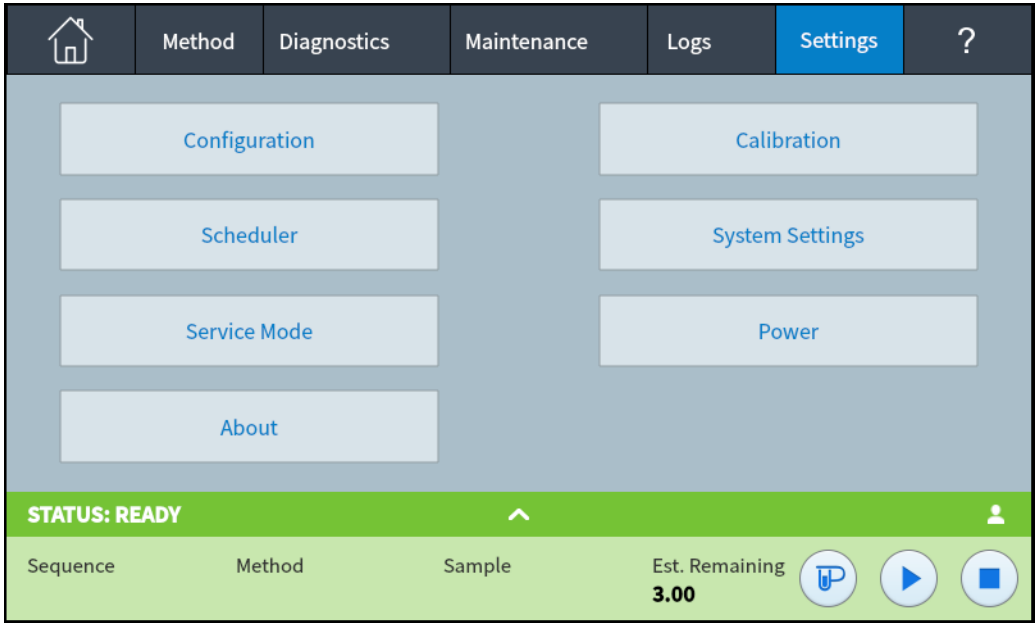 Method Diagnostics Maintenance Logs Settings ?
Configuration Calibration
Scheduler System Settings
Service Mode Power
About
STATUS: READY
Sequence Method Sample Est. Remaining
3.00